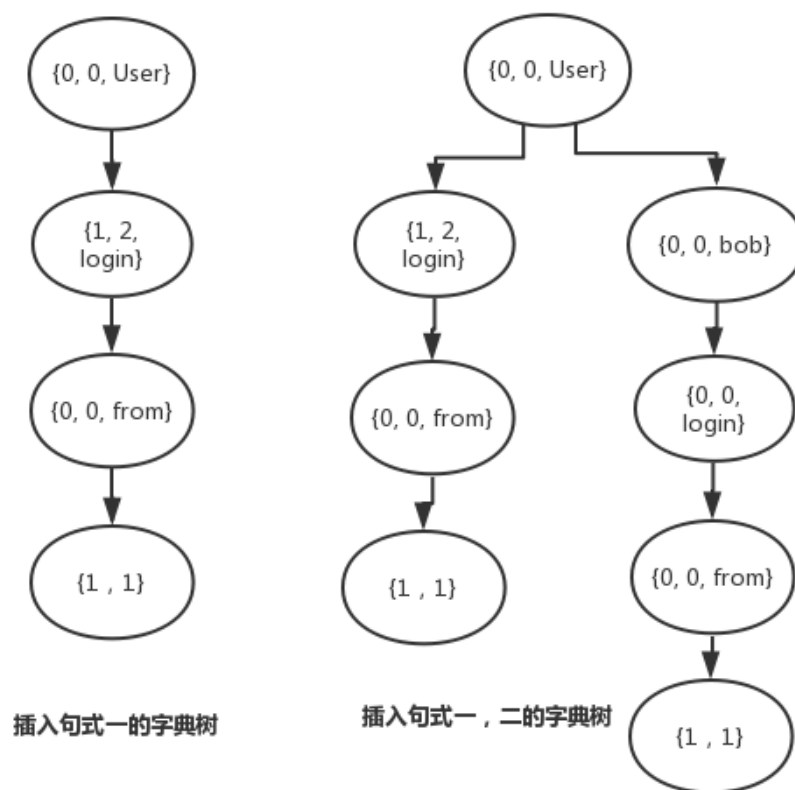 {0, 0, User}
{1, 2,
login}
{0, 0, from}
{1 , 1}
插入句式一的字典树
{0, 0, User}
{1, 2,
login}
{0, 0, from}
{1 , 1}
{0, 0, bob}
{0, 0,
login}
{0, 0, from}
{1 , 1}
插入句式一，二的字典树